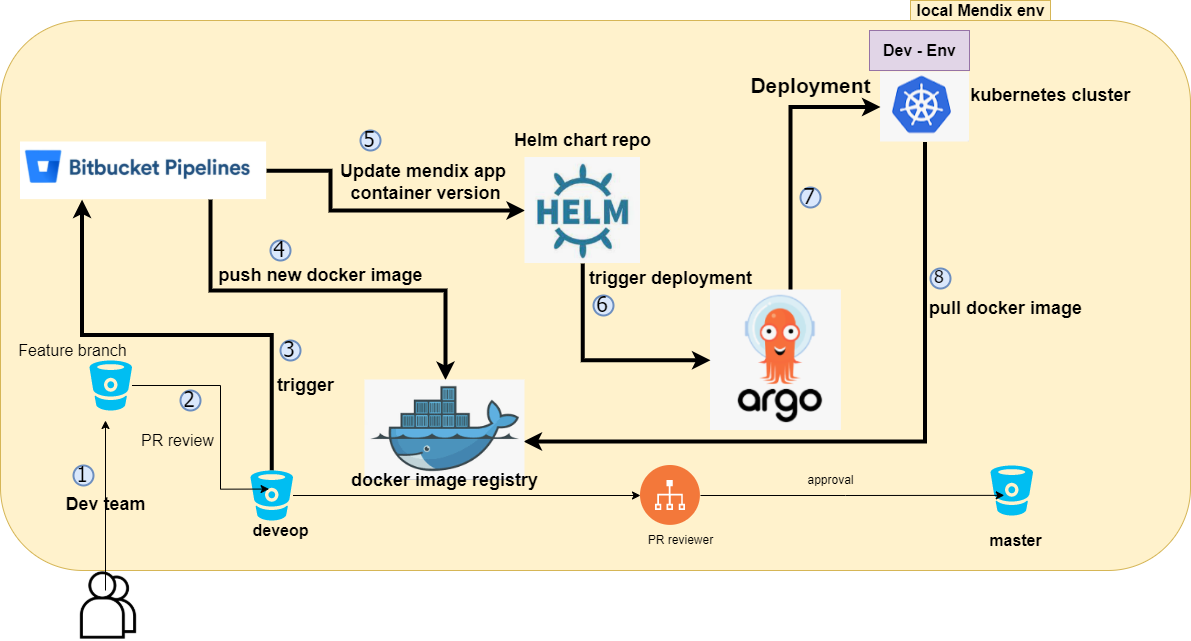 local Mendix env
Dev - Env
Deployment
kubernetes cluster
5
Helm chart repo
Bitbucket Pipelines
Update mendix app
container version
HELM
7
4
push new docker image
trigger deployment
6
8
pull docker image
Feature branch
3
trigger
2
PR review
argo
1
Dev team
docker image registry
deveop
approval
PR reviewer
master